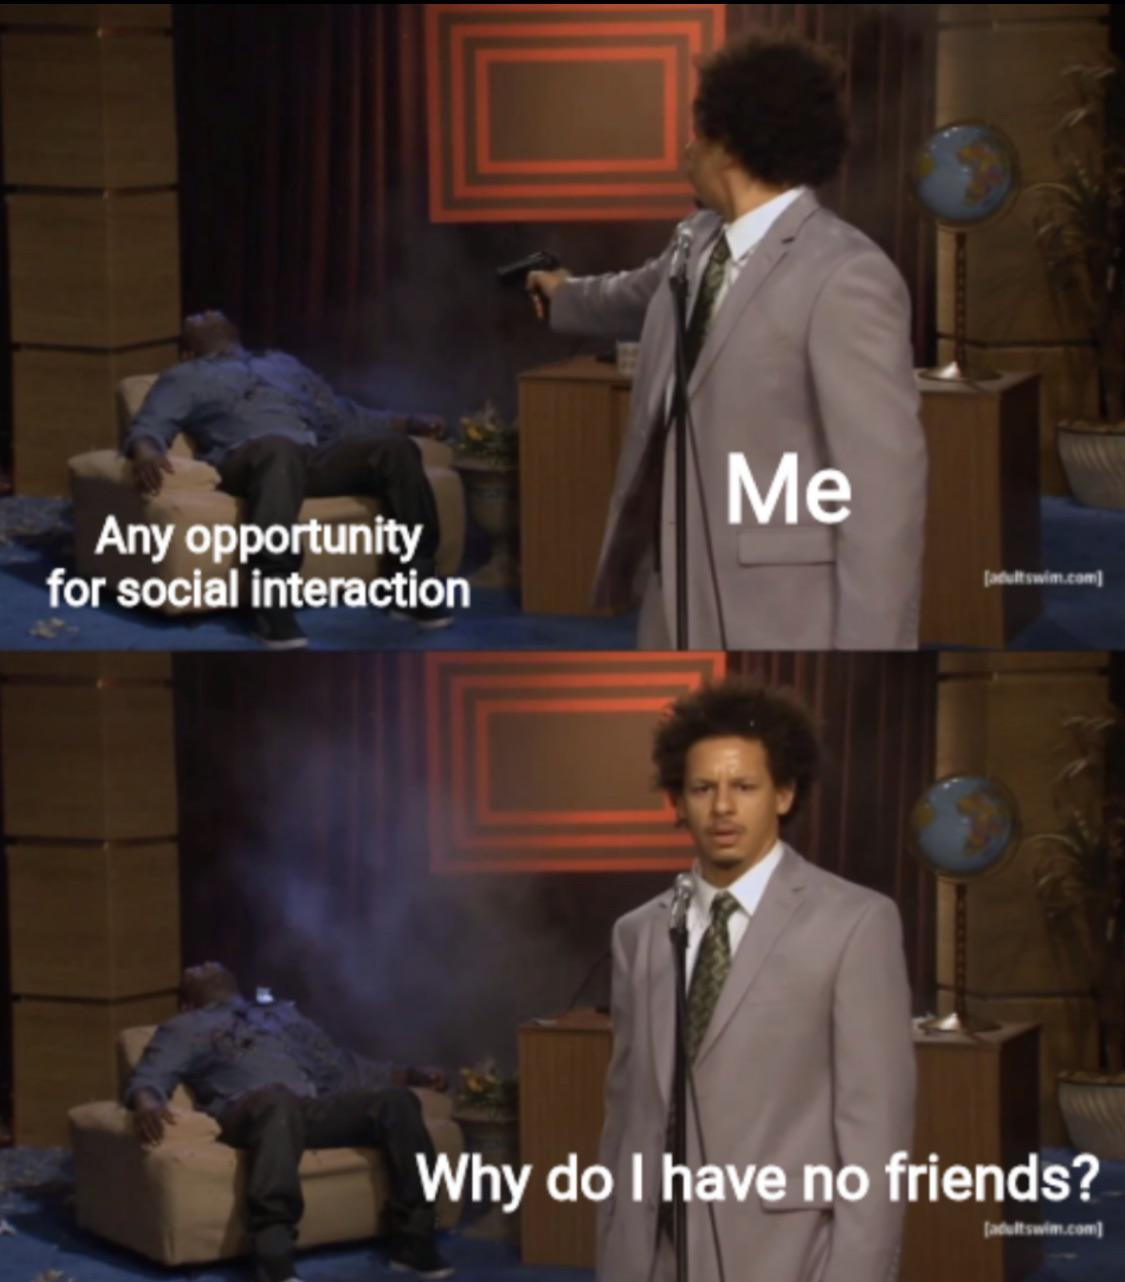 Me
Any opportunity
for social interaction
[adultswim.com]
Why do I have no friends?
[adultswim.com]